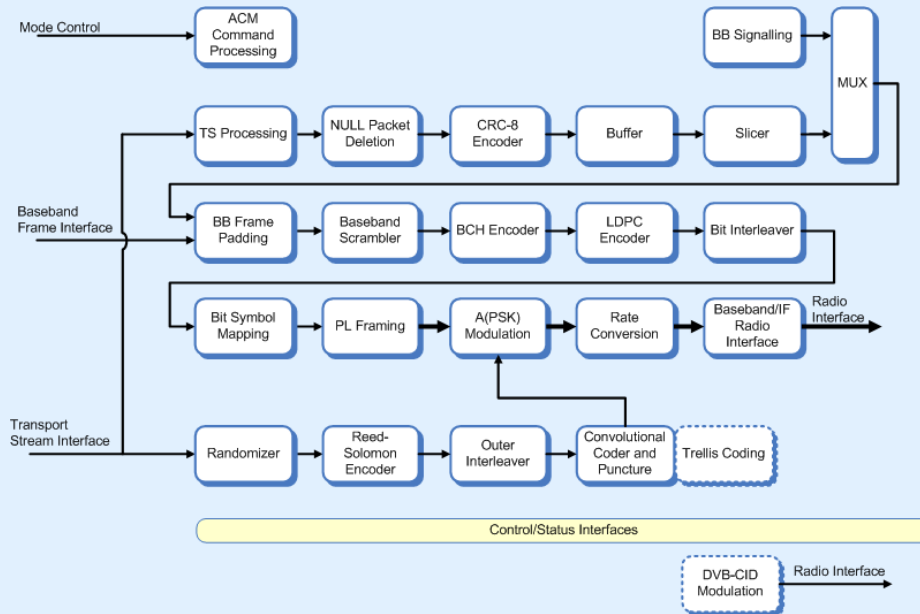 Mode Control
ACM
Command
Processing
BB Signalling
MUX
TS Processing
NULL Packet
Deletion
CRC-8
Encoder
Buffer
Slicer
Baseband
Frame Interface
BB Frame
Padding
Baseband
Scrambler
BCH Encoder
LDPC
Encoder
Bit Interleaver
Bit Symbol
Mapping
PL Framing
A(PSK)
Modulation
Rate
Conversion
Baseband/IF
Radio
Interface
Radio
Interface
Transport
Stream Interface
Randomizer
Reed-
Solomon
Encoder
Outer
Interleaver
Convolutional
Coder and
Puncture
Trellis Coding
Control/Status Interfaces
DVB-CID
Modulation
Radio Interface